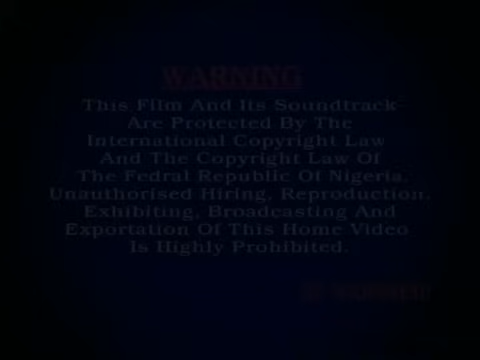 WARNING
This Film And Its Soundtrack
Are Protected By The
International Copyright Law
And The Copyright Law Of
The Fedral Republic Of Nigeria.
Unauthorised Hiring, Reproduction,
Exhibiting, Broadcasting And
Exportation Of This Home Video
Is Highly Prohibited.